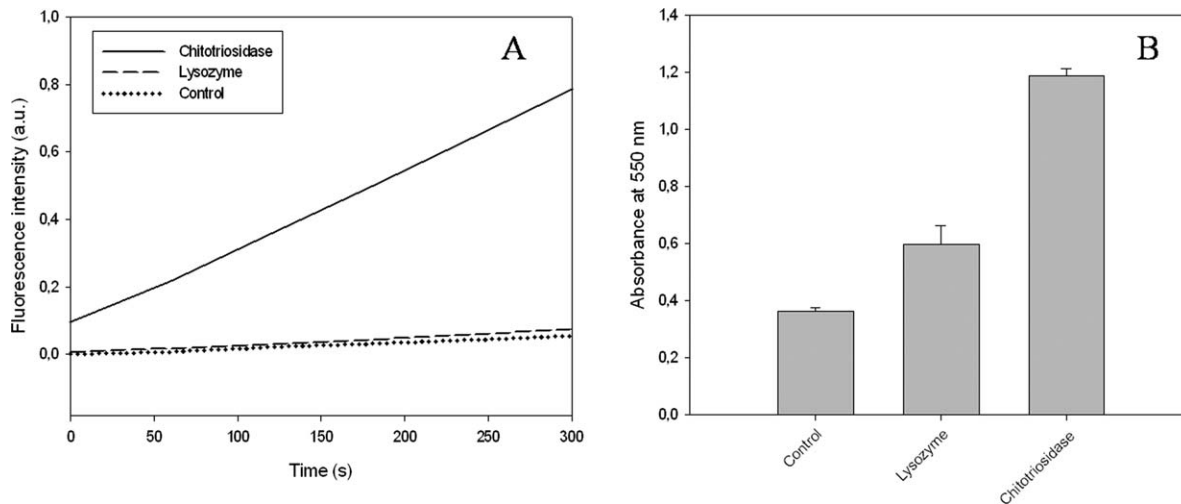 A
Chitotriosidase
Lysozyme
Control
1,0
0,8
0,6
0,4
0,2
0,0
Fluorescence intensity (a.u.)
0 50 100 150 200 250 300
Time (s)
B
1,4
1,2
1,0
0,8
0,6
0,4
0,2
0,0
Absorbance at 550 nm
Control
Lysozyme
Chitotriosidase